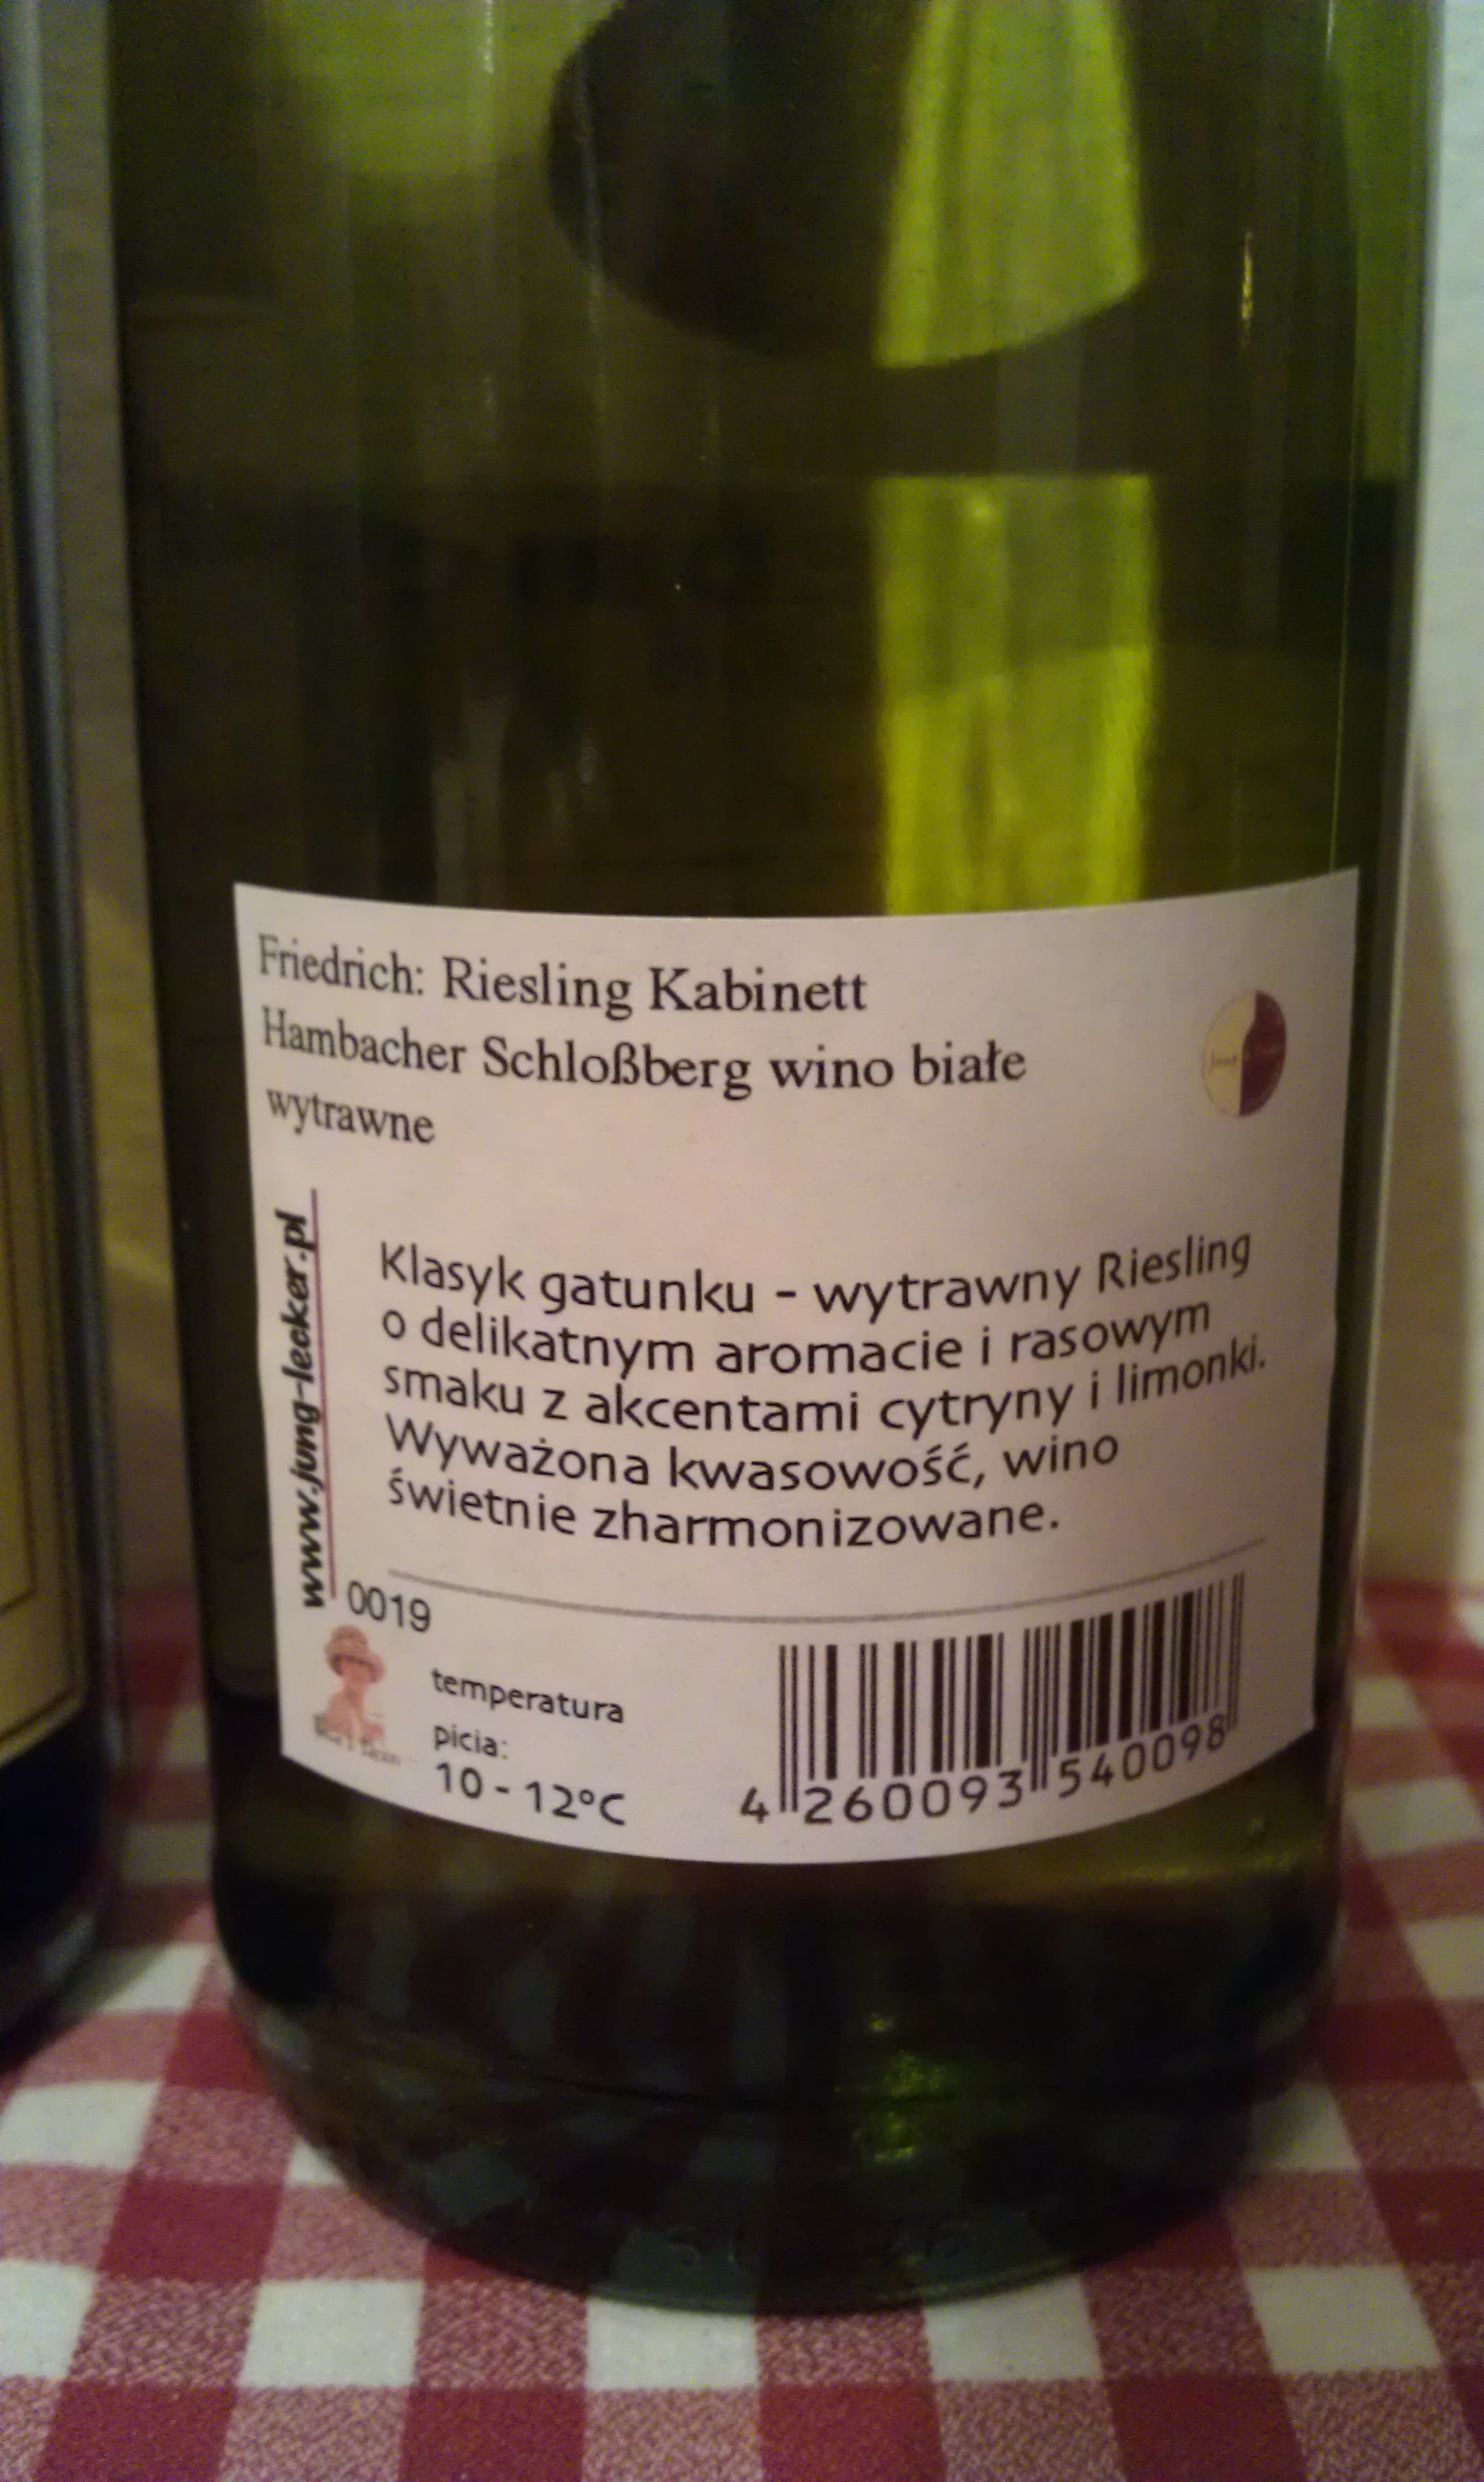 Friedrich: Riesling Kabinett
Hambacher Schloßberg wino białe
wytrawne
www.jung-lecker.pl
Klasyk gatunku - wytrawny Riesling
o delikatnym aromacie i rasowym
smaku z akcentami cytryny i limonki.
Wyważona kwasowość, wino
świetnie zharmonizowane.
0019
temperatura
picia:
10 - 12°C
4 260093 540098